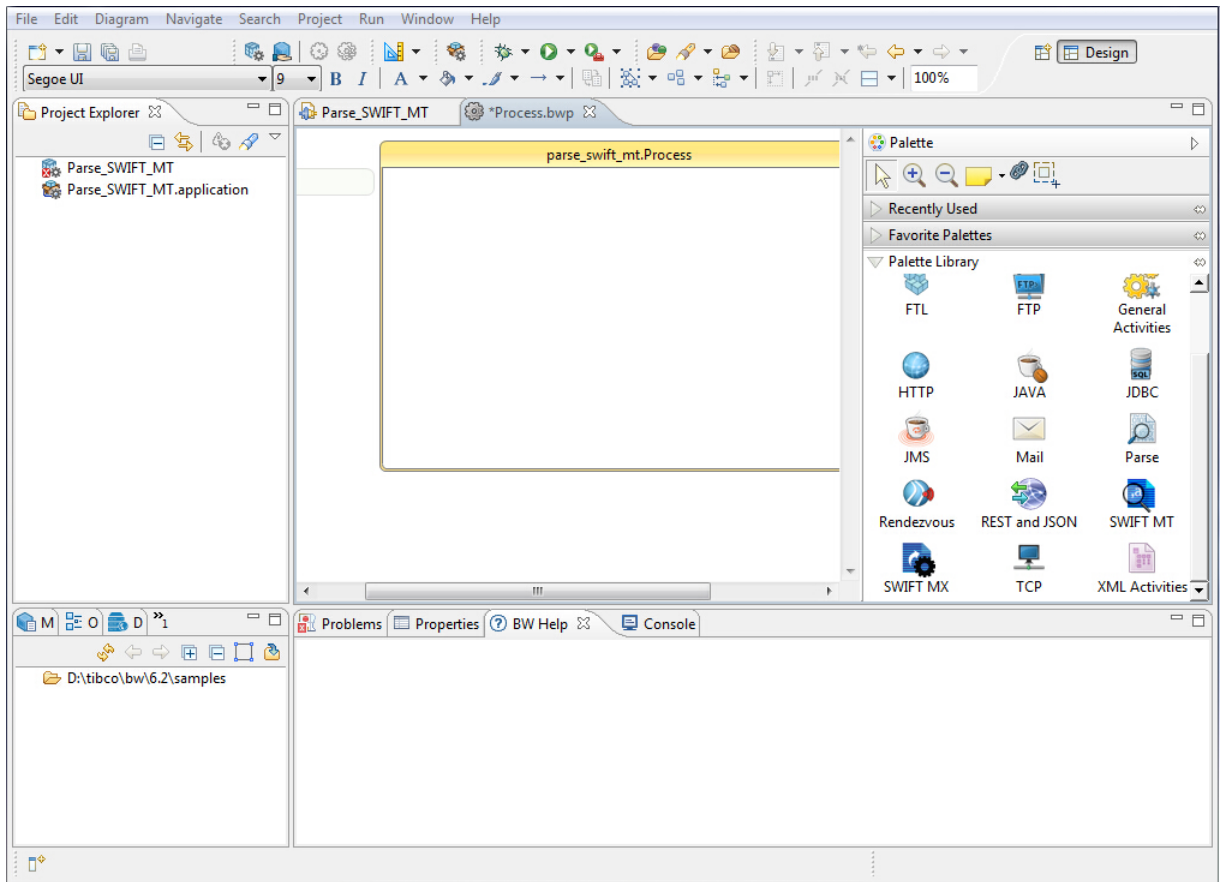 File Edit Diagram Navigate Search Project Run Window Help
Design
Segoe UI 9 B I A 100%
Project Explorer
Parse_SWIFT_MT
Parse_SWIFT_MT.application
Parse_SWIFT_MT *Process.bwp
parse_swift_mt.Process
Palette
Recently Used
Favorite Palettes
Palette Library
FTL FTP General
Activities
HTTP JAVA JDBC
JMS Mail Parse
Rendezvous REST and JSON SWIFT MT
SWIFT MX TCP XML Activities
M O D »1
D:\tibco\bw\6.2\samples
Problems Properties BW Help Console